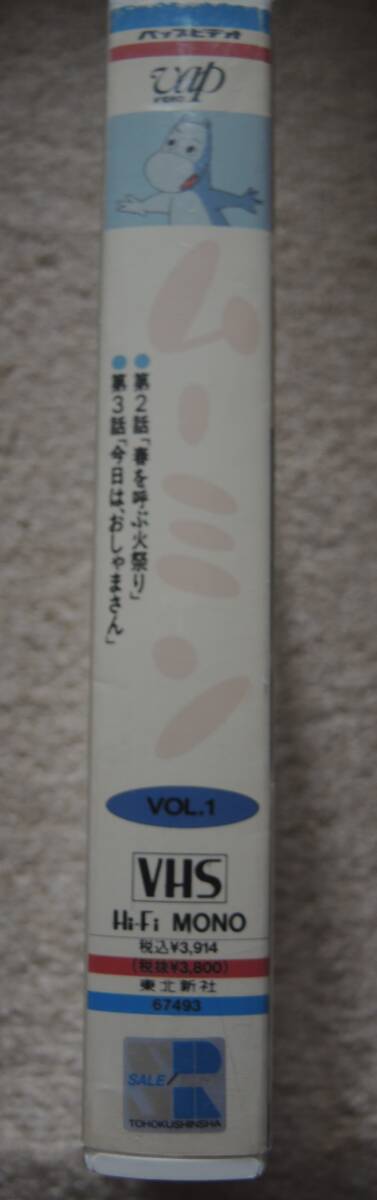 バップビデオ
vap
VIDEO
ムーミン
●第2話「春を呼ぶ火祭り」
●第3話「今日は、おしゃまさん」
VOL.1
VHS
Hi-Fi MONO
税込¥3,914
(税抜¥3,800)
東北新社
67493
SALE/
R
TOHOKUSHINSHA